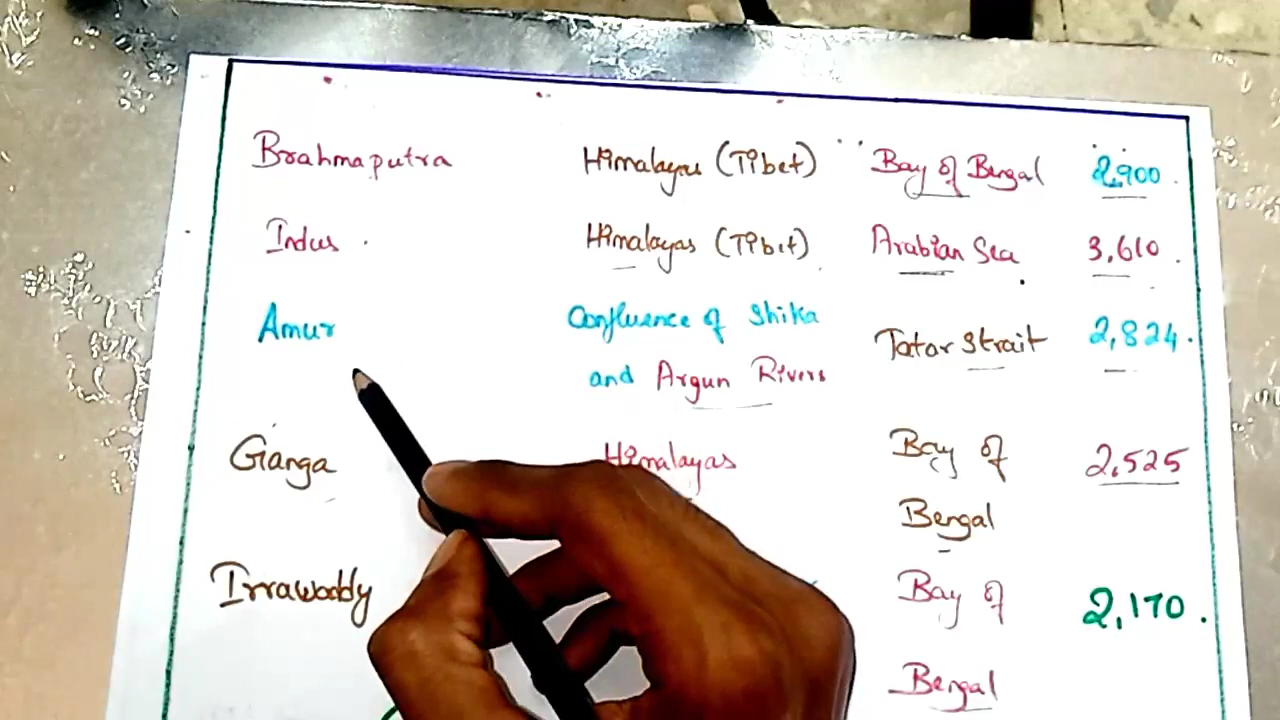 Brahmaputra Himalayas (Tibet) Bay of Bengal 2,900
Indus Himalayas (Tibet) Arabian Sea 3,610
Amur Confluence of Shika and Argun Rivers Tator Strait 2,824
Ganga Himalayas Bay of Bengal 2,525
Irrawaddy Bay of Bengal 2,170